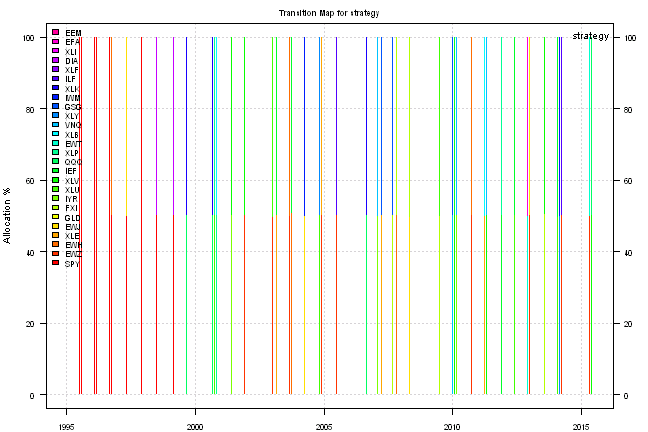 Transition Map for strategy
strategy
100
80
60
40
20
0
Allocation %
100
80
60
40
20
0
EEM
EFA
XLI
DIA
XLF
ILF
XLK
IWM
GSG
XLY
VNQ
XLB
EWT
XLP
QQQ
IEF
XLV
XLU
IYR
FXI
GLD
EWJ
XLE
EWH
EWZ
SPY
1995
2000
2005
2010
2015